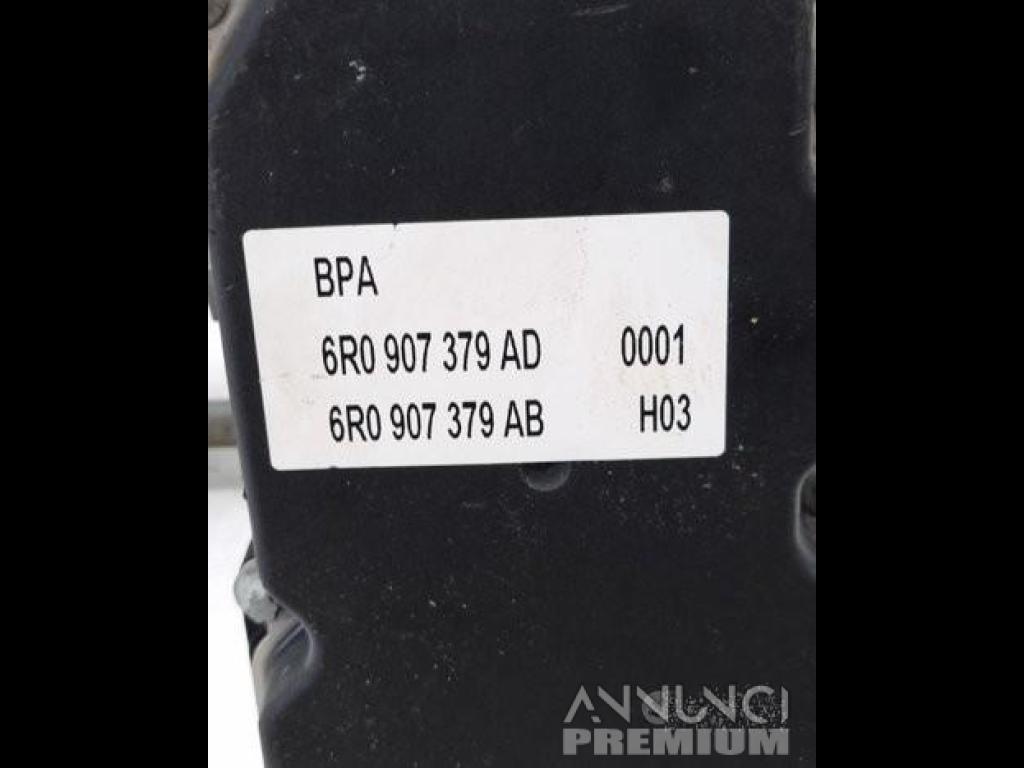 BPA
6R0 907 379 AD 0001
6R0 907 379 AB H03
ANNUNCI
PREMIUM